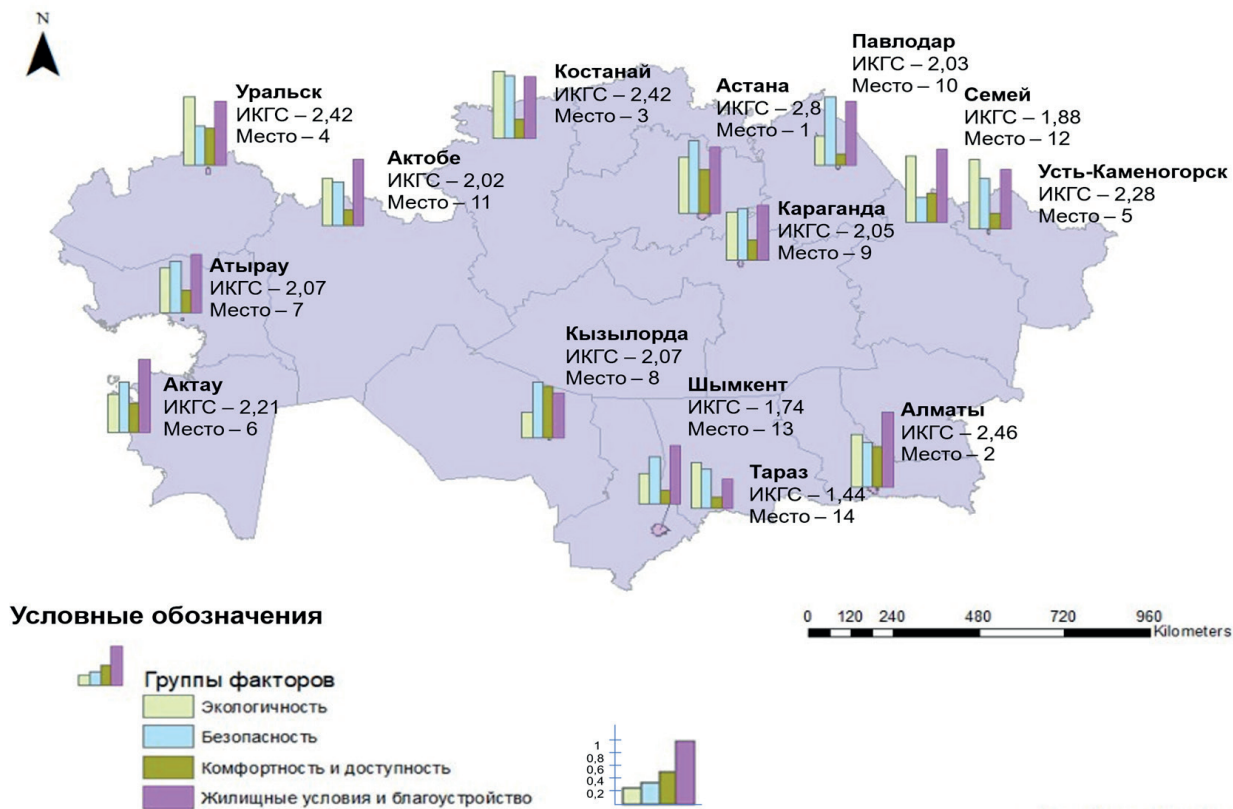 N
Уральск
ИКГС – 2,42
Место – 4
Костанай
ИКГС – 2,42
Место – 3
Астана
ИКГС – 2,8
Место – 1
Павлодар
ИКГС – 2,03
Место – 10
Семей
ИКГС – 1,88
Место – 12
Усть-Каменогорск
ИКГС – 2,28
Место – 5
Актобе
ИКГС – 2,02
Место – 11
Караганда
ИКГС – 2,05
Место – 9
Атырау
ИКГС – 2,07
Место – 7
Кызылорда
ИКГС – 2,07
Место – 8
Актау
ИКГС – 2,21
Место – 6
Шымкент
ИКГС – 1,74
Место – 13
Алматы
ИКГС – 2,46
Место – 2
Тараз
ИКГС – 1,44
Место – 14
Условные обозначения
0 120 240 480 720 960
Kilometers
Группы факторов
Экологичность
Безопасность
Комфортность и доступность
Жилищные условия и благоустройство
1
0,8
0,6
0,4
0,2